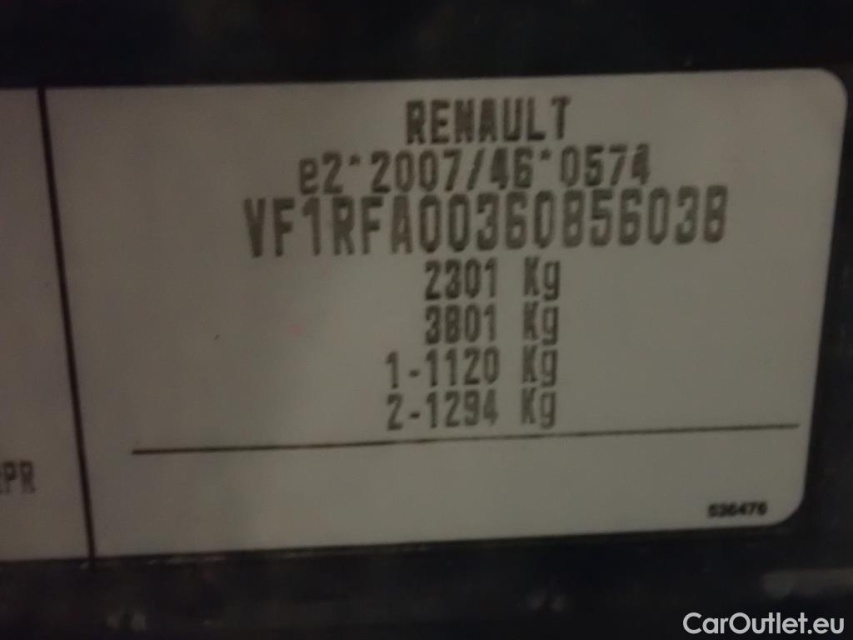 RENAULT
e2*2007/46*0574
VF1RFA00360856038
2301 Kg
3801 Kg
1-1120 Kg
2-1294 Kg
PR
536476
CarOutlet.eu